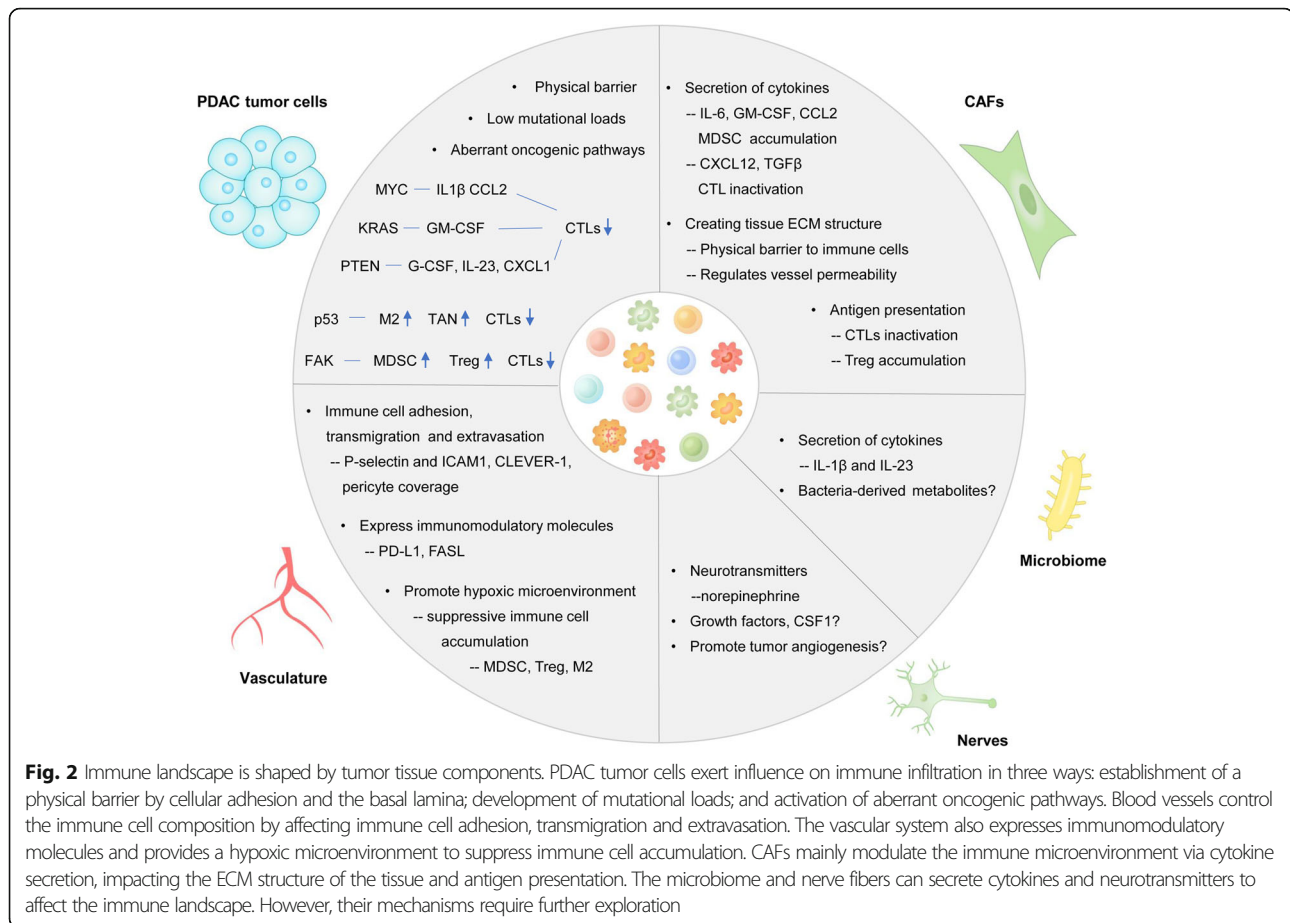 PDAC tumor cells
• Physical barrier
• Low mutational loads
• Aberrant oncogenic pathways
MYC — IL1β CCL2
KRAS — GM-CSF — CTLs ↓
PTEN — G-CSF, IL-23, CXCL1
p53 — M2 ↑ TAN ↑ CTLs ↓
FAK — MDSC ↑ Treg ↑ CTLs ↓
CAFs
• Secretion of cytokines
-- IL-6, GM-CSF, CCL2
MDSC accumulation
-- CXCL12, TGFβ
CTL inactivation
• Creating tissue ECM structure
-- Physical barrier to immune cells
-- Regulates vessel permeability
• Antigen presentation
-- CTLs inactivation
-- Treg accumulation
• Immune cell adhesion,
transmigration and extravasation
-- P-selectin and ICAM1, CLEVER-1,
pericyte coverage
• Express immunomodulatory molecules
-- PD-L1, FASL
• Promote hypoxic microenvironment
-- suppressive immune cell
accumulation
-- MDSC, Treg, M2
Vasculature
• Secretion of cytokines
-- IL-1β and IL-23
• Bacteria-derived metabolites?
Microbiome
• Neurotransmitters
--norepinephrine
• Growth factors, CSF1?
• Promote tumor angiogenesis?
Nerves
Fig. 2 Immune landscape is shaped by tumor tissue components. PDAC tumor cells exert influence on immune infiltration in three ways: establishment of a
physical barrier by cellular adhesion and the basal lamina; development of mutational loads; and activation of aberrant oncogenic pathways. Blood vessels control
the immune cell composition by affecting immune cell adhesion, transmigration and extravasation. The vascular system also expresses immunomodulatory
molecules and provides a hypoxic microenvironment to suppress immune cell accumulation. CAFs mainly modulate the immune microenvironment via cytokine
secretion, impacting the ECM structure of the tissue and antigen presentation. The microbiome and nerve fibers can secrete cytokines and neurotransmitters to
affect the immune landscape. However, their mechanisms require further exploration